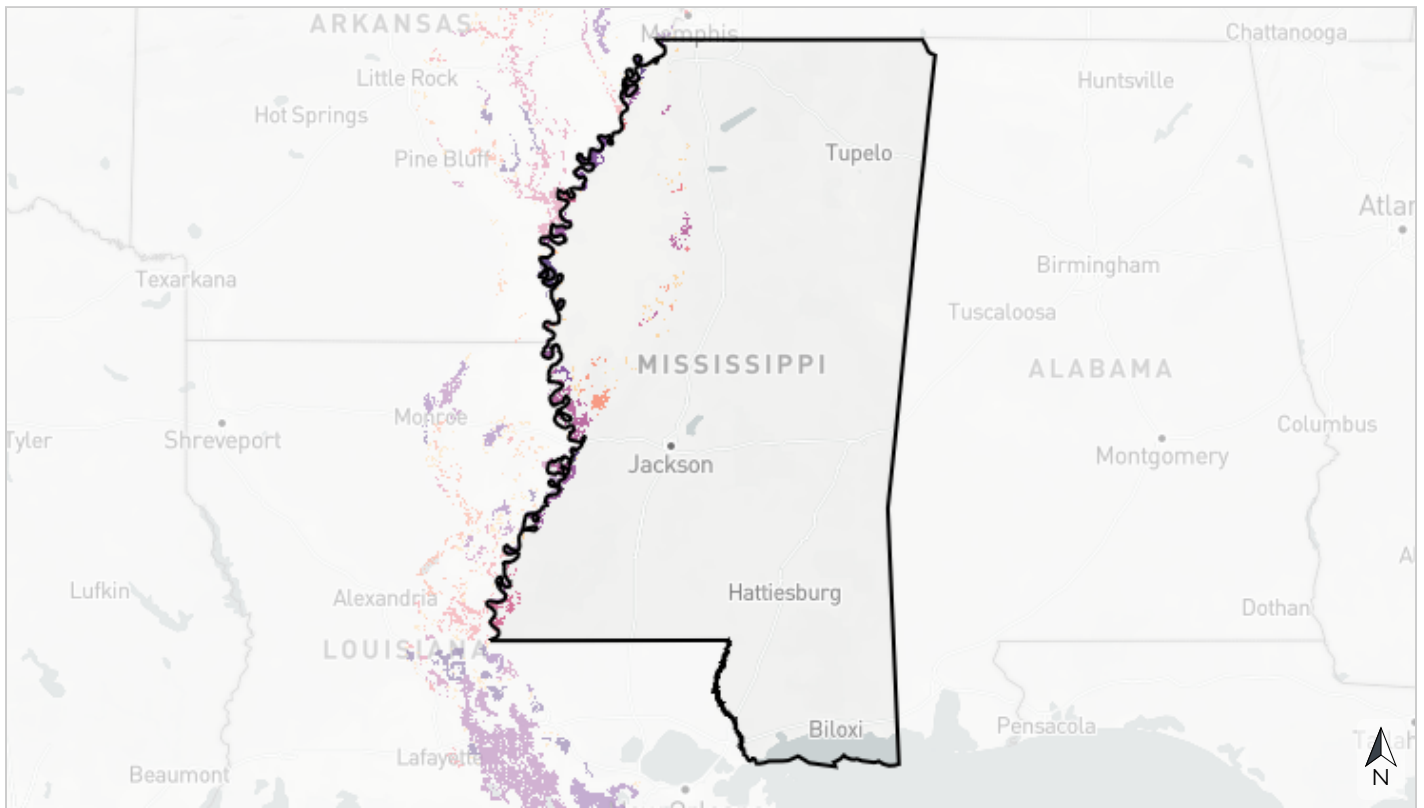 ARKANSAS
Memphis
Chattanooga
Little Rock
Huntsville
Hot Springs
Pine Bluff
Tupelo
Texarkana
Birmingham
Tuscaloosa
MISSISSIPPI
ALABAMA
Monroe
Tyler
Shreveport
Columbus
Jackson
Montgomery
Lufkin
Alexandria
Hattiesburg
Dothan
LOUISIANA
Biloxi
Pensacola
Lafayette
Beaumont
N